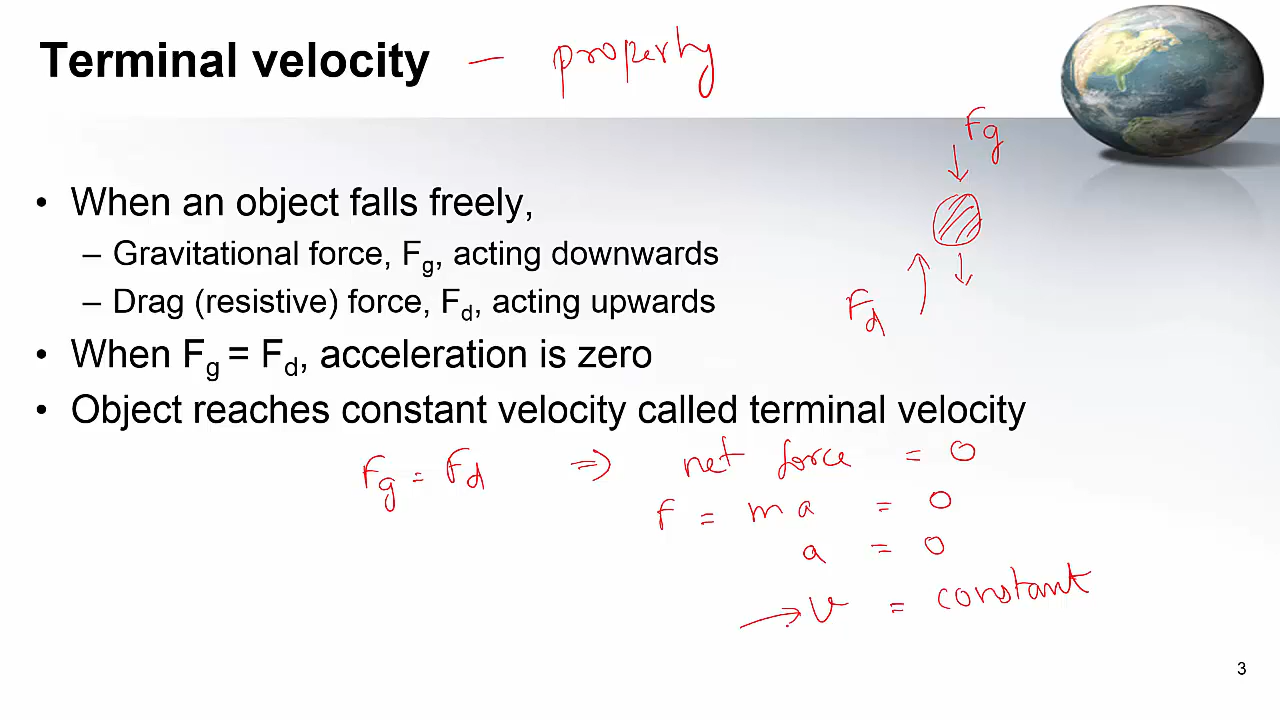 Terminal velocity – property
Fg
• When an object falls freely,
– Gravitational force, Fg, acting downwards
– Drag (resistive) force, Fd, acting upwards
Fd
• When Fg = Fd, acceleration is zero
• Object reaches constant velocity called terminal velocity
Fg = Fd ⇒ net force = 0
F = ma = 0
a = 0
→ v = constant
3